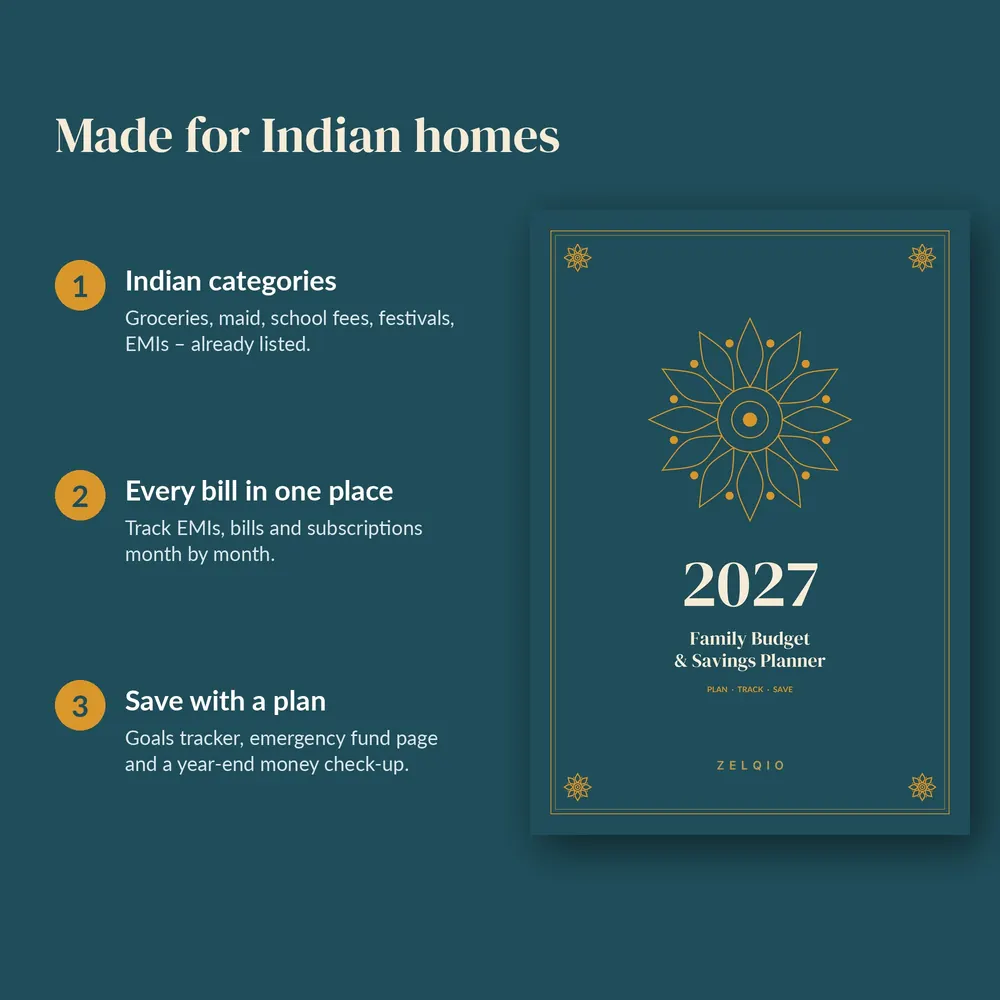 Made for Indian homes
1
Indian categories
Groceries, maid, school fees, festivals,
EMIs – already listed.
2
Every bill in one place
Track EMIs, bills and subscriptions
month by month.
3
Save with a plan
Goals tracker, emergency fund page
and a year-end money check-up.
2027
Family Budget
& Savings Planner
PLAN · TRACK · SAVE
ZELQIO